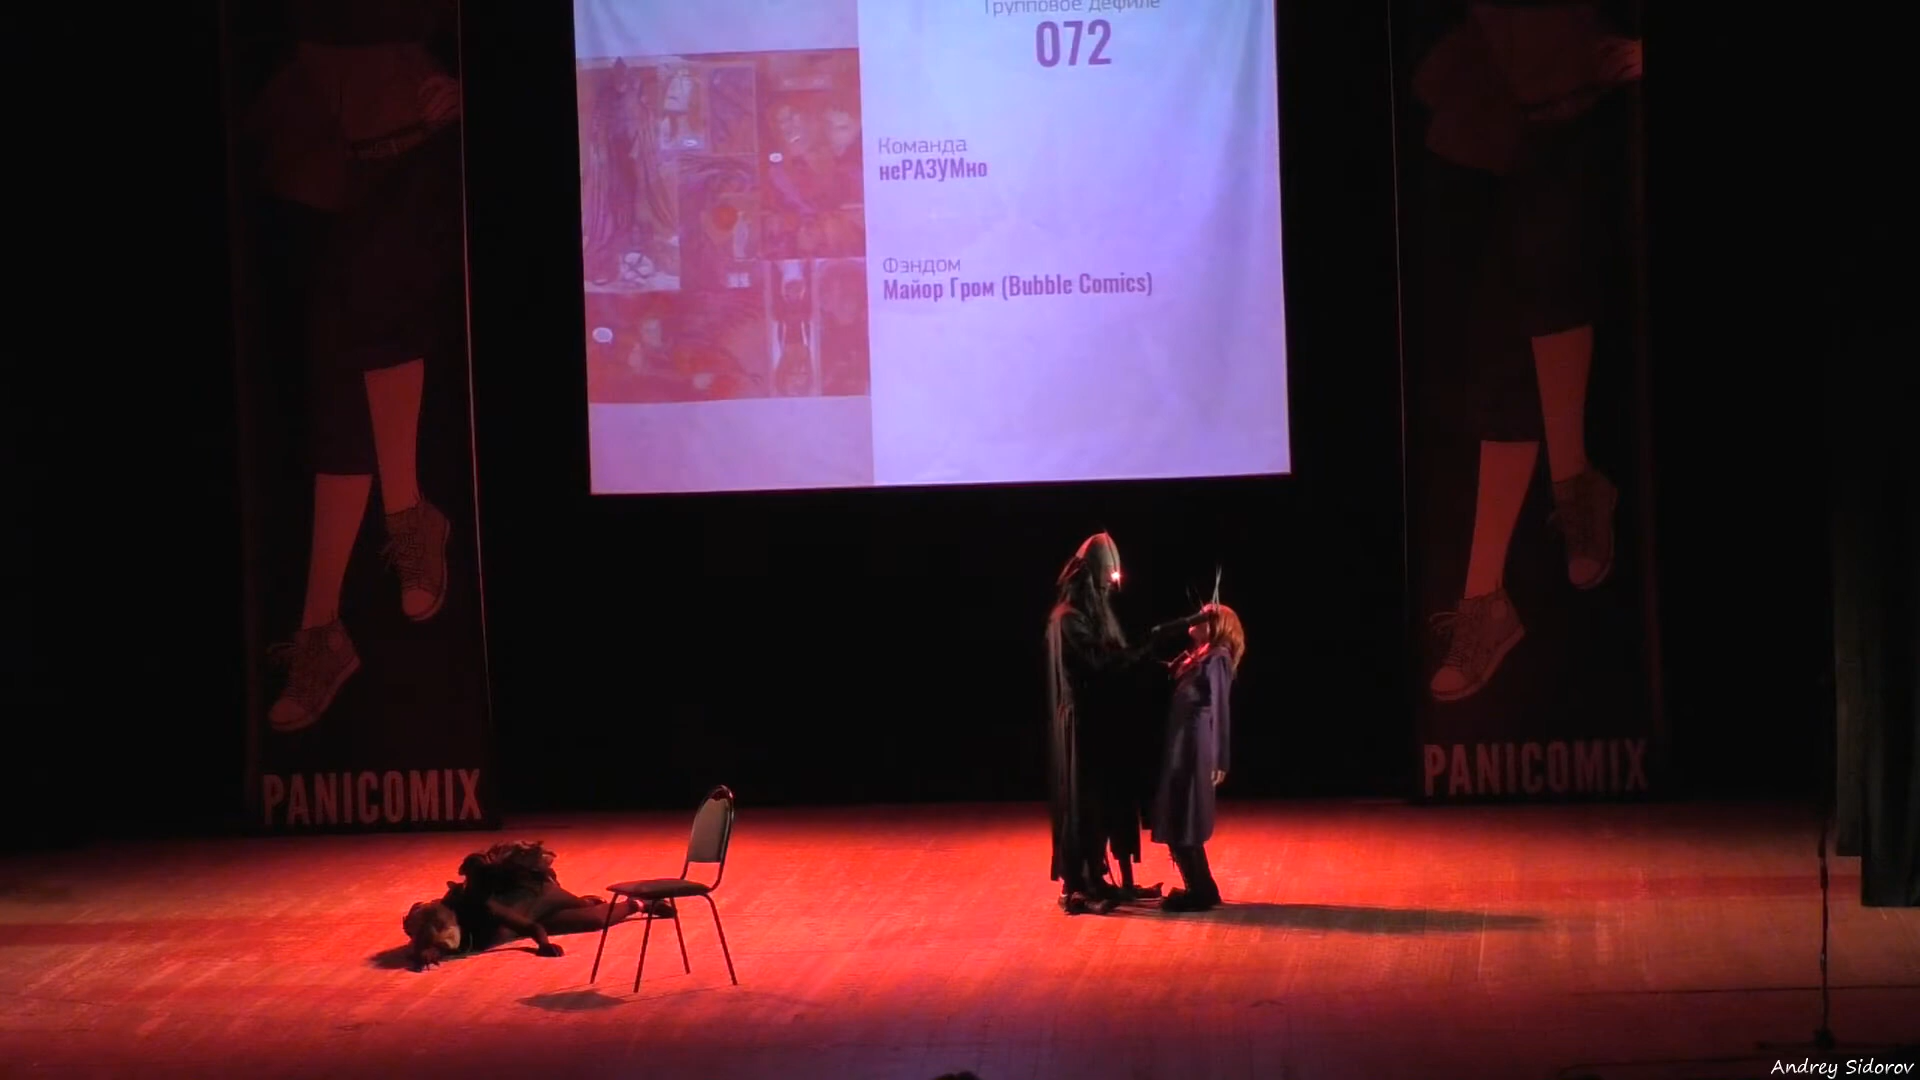 Групповое дефиле
072
Команда
неРАЗУМно
Фэндом
Майор Гром (Bubble Comics)
PANICOMIX
PANICOMIX
Andrey Sidorov